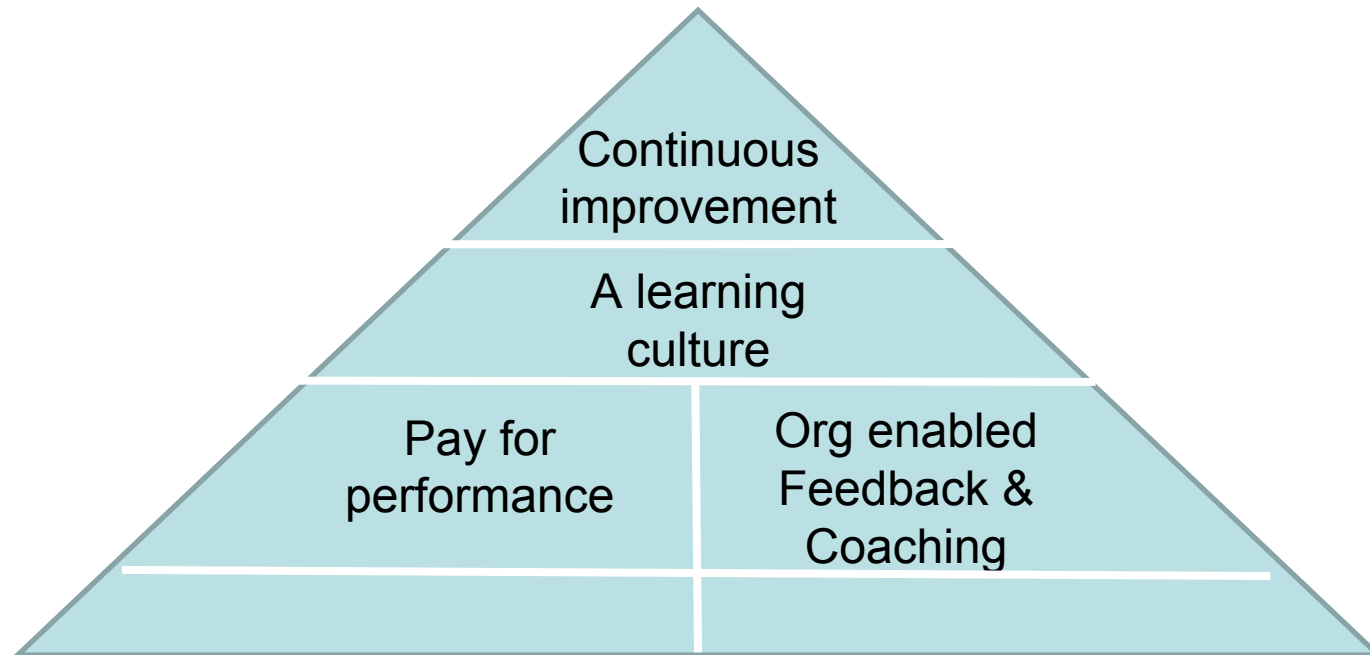 Continuous
improvement
A learning
culture
Pay for
performance
Org enabled
Feedback &
Coaching